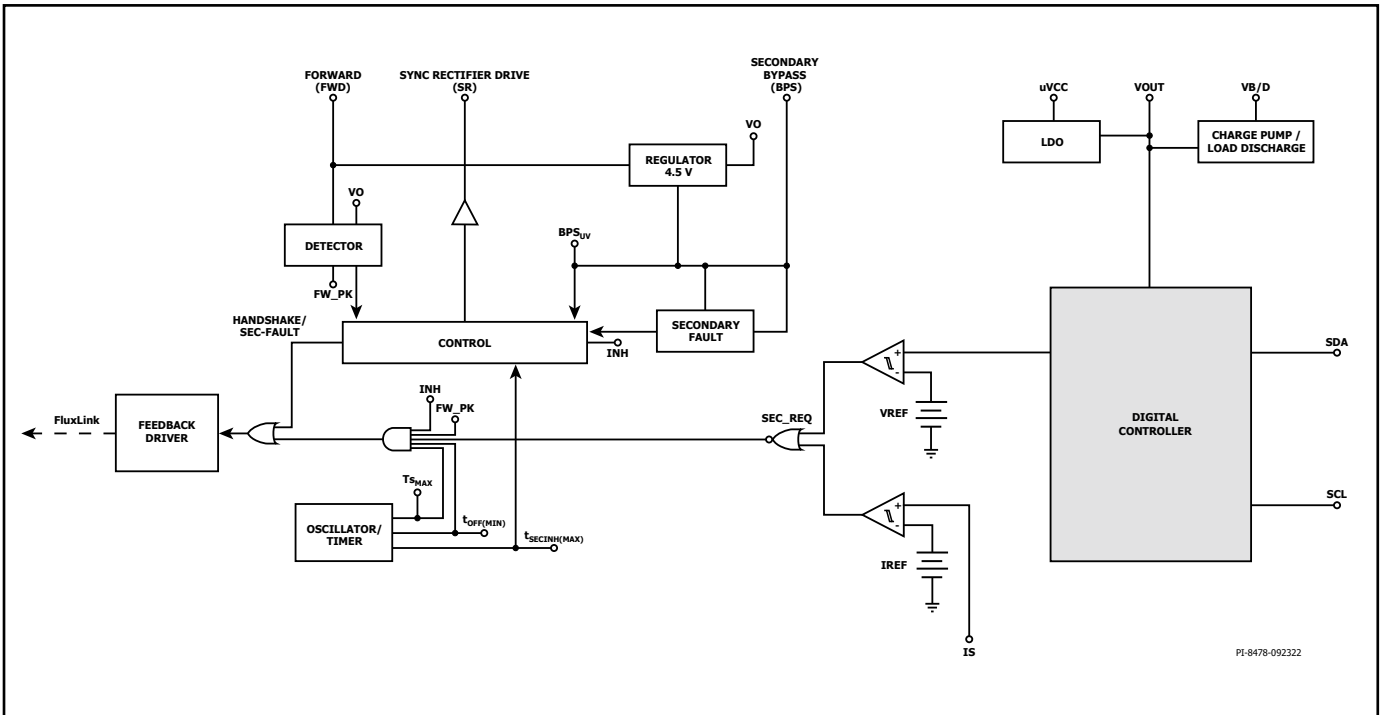 FORWARD
(FWD)
SYNC RECTIFIER DRIVE
(SR)
SECONDARY
BYPASS
(BPS)
uVCC
VOUT
VB/D
VO
LDO
CHARGE PUMP /
LOAD DISCHARGE
REGULATOR
4.5 V
VO
DETECTOR
BPSUV
FW_PK
HANDSHAKE/
SEC-FAULT
CONTROL
INH
SECONDARY
FAULT
SDA
INH
FW_PK
FluxLink
FEEDBACK
DRIVER
SEC_REQ
+
-
VREF
DIGITAL
CONTROLLER
TsMAX
OSCILLATOR/
TIMER
tOFF(MIN)
tSECINH(MAX)
+
-
IREF
SCL
IS
PI-8478-092322